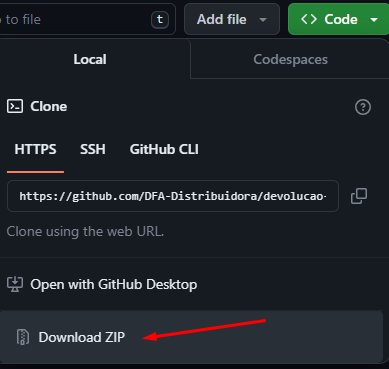 to file
t
Add file
<> Code
Local
Codespaces
Clone
HTTPS
SSH
GitHub CLI
https://github.com/DFA-Distribuidora/devolucao-
Clone using the web URL.
Open with GitHub Desktop
Download ZIP